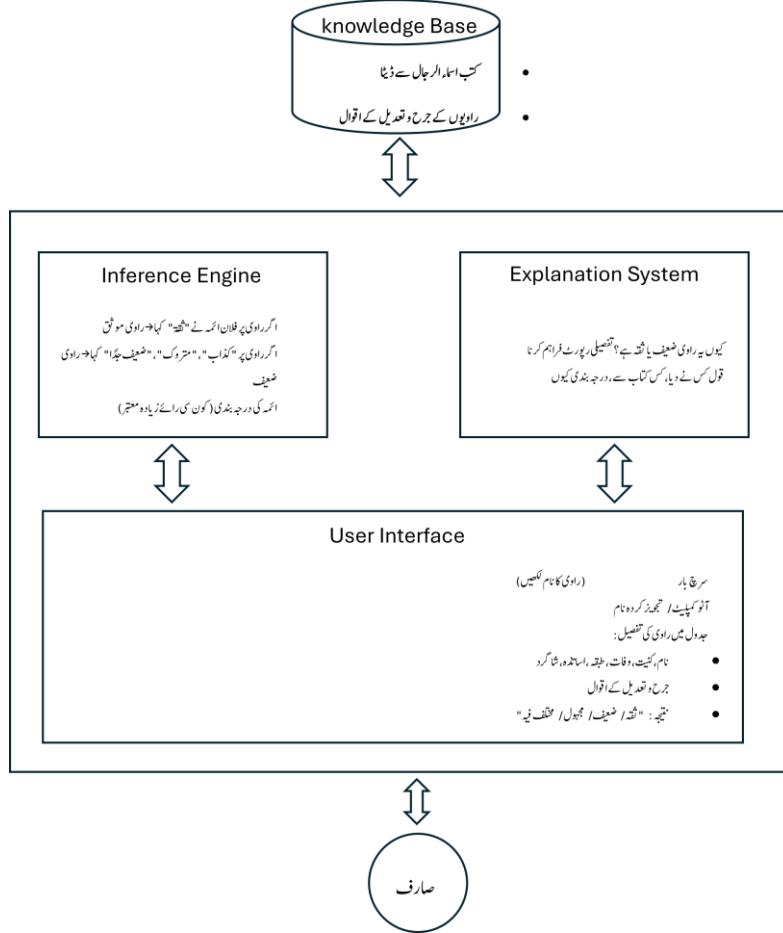 knowledge Base
• کتب اسماء الرجال سے ڈیٹا
• راویوں کے جرح و تعدیل کے اقوال
Inference Engine
اگر راوی پر فلان ائمہ نے "ثقة" کہا→ راوی موثق
اگر راوی پر "کذاب"، "متروک"، "ضعیف جدًا" کہا→ راوی
ضعیف
ائمہ کی درجہ بندی (کون سی رائے زیادہ معتبر)
Explanation System
کیوں یہ راوی ضعیف یا ثقہ ہے؟ تفصیلی رپورٹ فراہم کرنا
قول کس نے دیا، کس کتاب سے، درجہ بندی کیوں
User Interface
سرچ بار (راوی کا نام لکھیں)
آٹو کمپلیٹ / تجویز کردہ نام
جدول میں راوی کی تفصیل:
• نام، کنیت، وفات، طبقہ، اساتذہ، شاگرد
• جرح و تعدیل کے اقوال
• نتیجہ: "ثقہ / ضعیف / مجہول / مختلف فیہ"
صارف